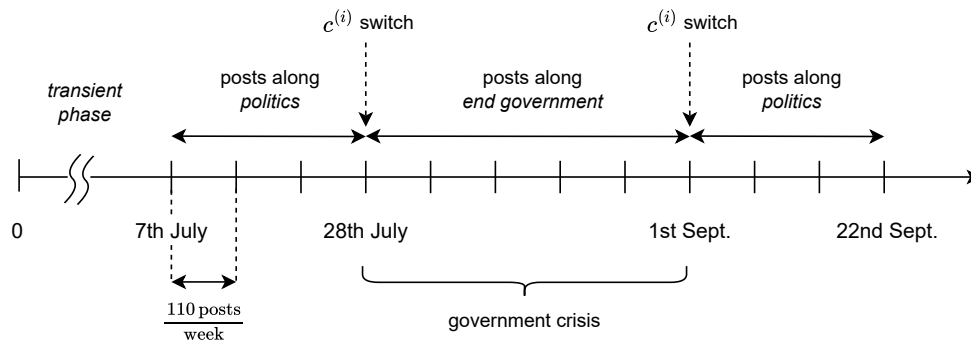 c^{(i)} switch
c^{(i)} switch
transient
phase
posts along
politics
posts along
end government
posts along
politics
0
7th July
28th July
1st Sept.
22nd Sept.
110 posts
week
government crisis